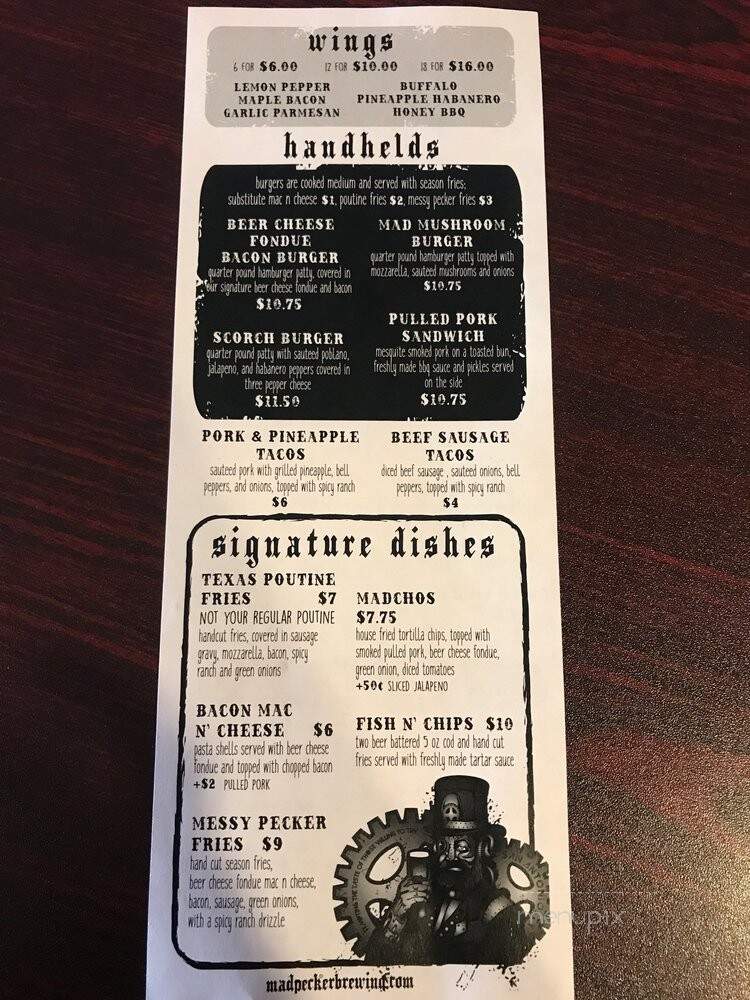 wings
6 FOR $6.00 12 FOR $10.00 18 FOR $16.00
LEMON PEPPER
MAPLE BACON
GARLIC PARMESAN
BUFFALO
PINEAPPLE HABANERO
HONEY BBQ
handhelds
burgers are cooked medium and served with season fries;
substitute mac n cheese $1, poutine fries $2, messy pecker fries $3
BEER CHEESE
FONDUE
BACON BURGER
quarter pound hamburger patty, covered in
our signature beer cheese fondue and bacon
$10.75
MAD MUSHROOM
BURGER
quarter pound hamburger patty topped with
mozzarella, sauteed mushrooms and onions
$10.75
SCORCH BURGER
quarter pound patty with sauteed poblano,
jalapeno, and habanero peppers covered in
three pepper cheese
$11.50
PULLED PORK
SANDWICH
mesquite smoked pork on a toasted bun,
freshly made bbq sauce and pickles served
on the side
$10.75
PORK & PINEAPPLE
TACOS
sauteed pork with grilled pineapple, bell
peppers, and onions, topped with spicy ranch
$6
BEEF SAUSAGE
TACOS
diced beef sausage , sauteed onions, bell
peppers, topped with spicy ranch
$4
signature dishes
TEXAS POUTINE
FRIES $7
NOT YOUR REGULAR POUTINE
handcut fries, covered in sausage
gravy, mozzarella, bacon, spicy
ranch and green onions
MADCHOS
$7.75
house fried tortilla chips, topped with
smoked pulled pork, beer cheese fondue,
green onion, diced tomatoes
+50¢ SLICED JALAPENO
BACON MAC
N' CHEESE $6
pasta shells served with beer cheese
fondue and topped with chopped bacon
+$2 PULLED PORK
FISH N' CHIPS $10
two beer battered 5 oz cod and hand cut
fries served with freshly made tartar sauce
MESSY PECKER
FRIES $9
hand cut season fries,
beer cheese fondue mac n cheese,
bacon, sausage, green onions,
with a spicy ranch drizzle
menupix
madpeckerbrewing.com